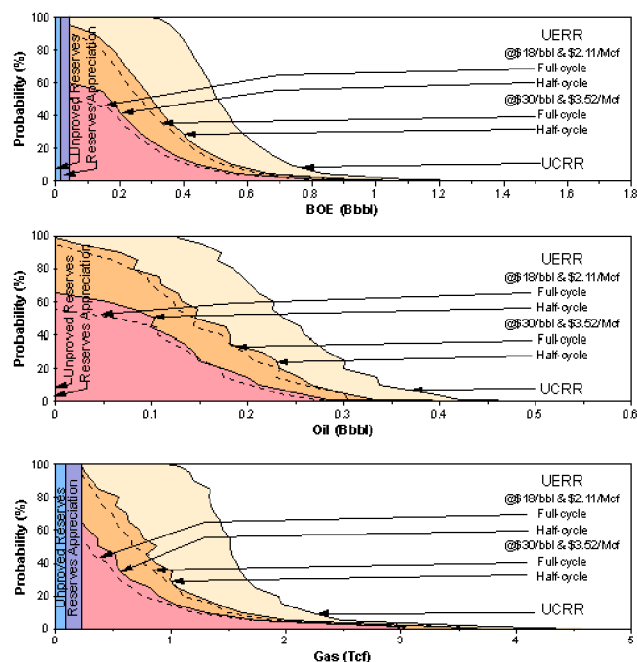 Probability (%)
100
80
60
40
20
0
Unproved Reserves
Reserves Appreciation
UERR
@$18/bbl & $2.11/Mcf
Full-cycle
Half-cycle
@$30/bbl & $3.52/Mcf
Full-cycle
Half-cycle
UCRR
0 0.2 0.4 0.6 0.8 1 1.2 1.4 1.6 1.8
BOE (Bbbl)
Probability (%)
100
80
60
40
20
0
Unproved Reserves
Reserves Appreciation
UERR
@$18/bbl & $2.11/Mcf
Full-cycle
Half-cycle
@$30/bbl & $3.52/Mcf
Full-cycle
Half-cycle
UCRR
0 0.1 0.2 0.3 0.4 0.5 0.6
Oil (Bbbl)
Probability (%)
100
80
60
40
20
0
Unproved Reserves
Reserves Appreciation
UERR
@$18/bbl & $2.11/Mcf
Full-cycle
Half-cycle
@$30/bbl & $3.52/Mcf
Full-cycle
Half-cycle
UCRR
0 1 2 3 4 5
Gas (Tcf)